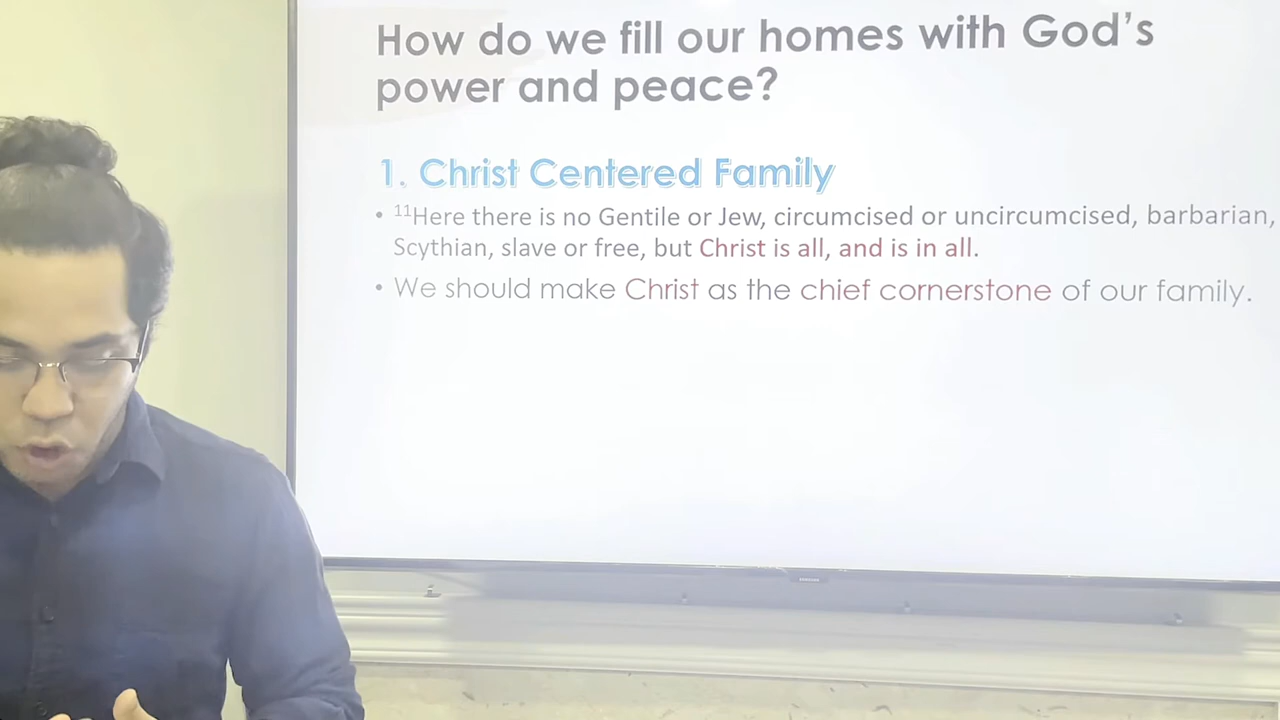 How do we fill our homes with God's
power and peace?
1. Christ Centered Family
• ¹¹Here there is no Gentile or Jew, circumcised or uncircumcised, barbarian,
Scythian, slave or free, but Christ is all, and is in all.
• We should make Christ as the chief cornerstone of our family.
SAMSUNG